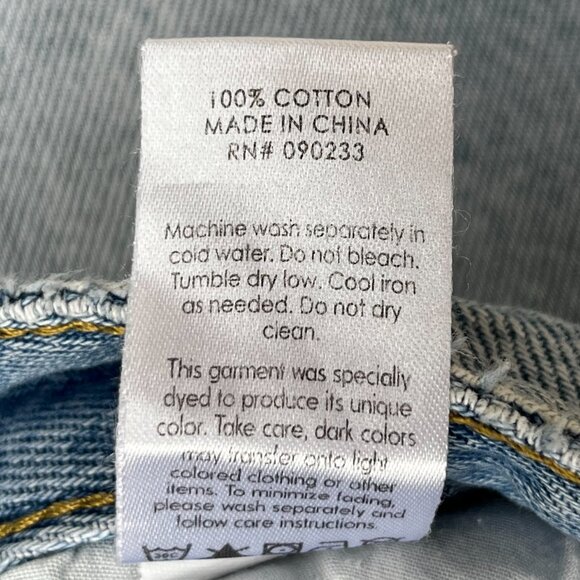 100% COTTON
MADE IN CHINA
RN# 090233
Machine wash separately in
cold water. Do not bleach.
Tumble dry low. Cool iron
as needed. Do not dry
clean.
This garment was specially
dyed to produce its unique
color. Take care, dark colors
may transfer onto light
colored clothing or other
items. To minimize fading,
please wash separately and
follow care instructions.